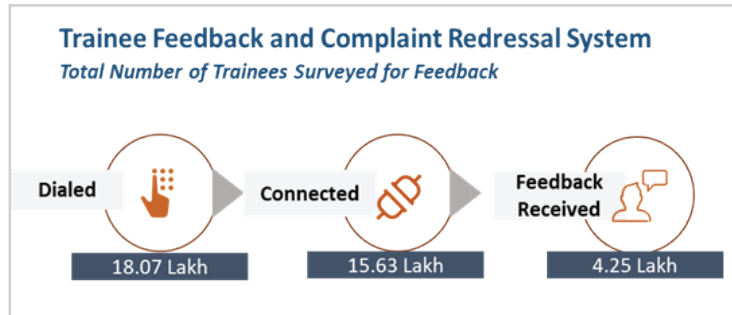 Trainee Feedback and Complaint Redressal System
Total Number of Trainees Surveyed for Feedback
Dialed
Connected
Feedback
Received
18.07 Lakh
15.63 Lakh
4.25 Lakh